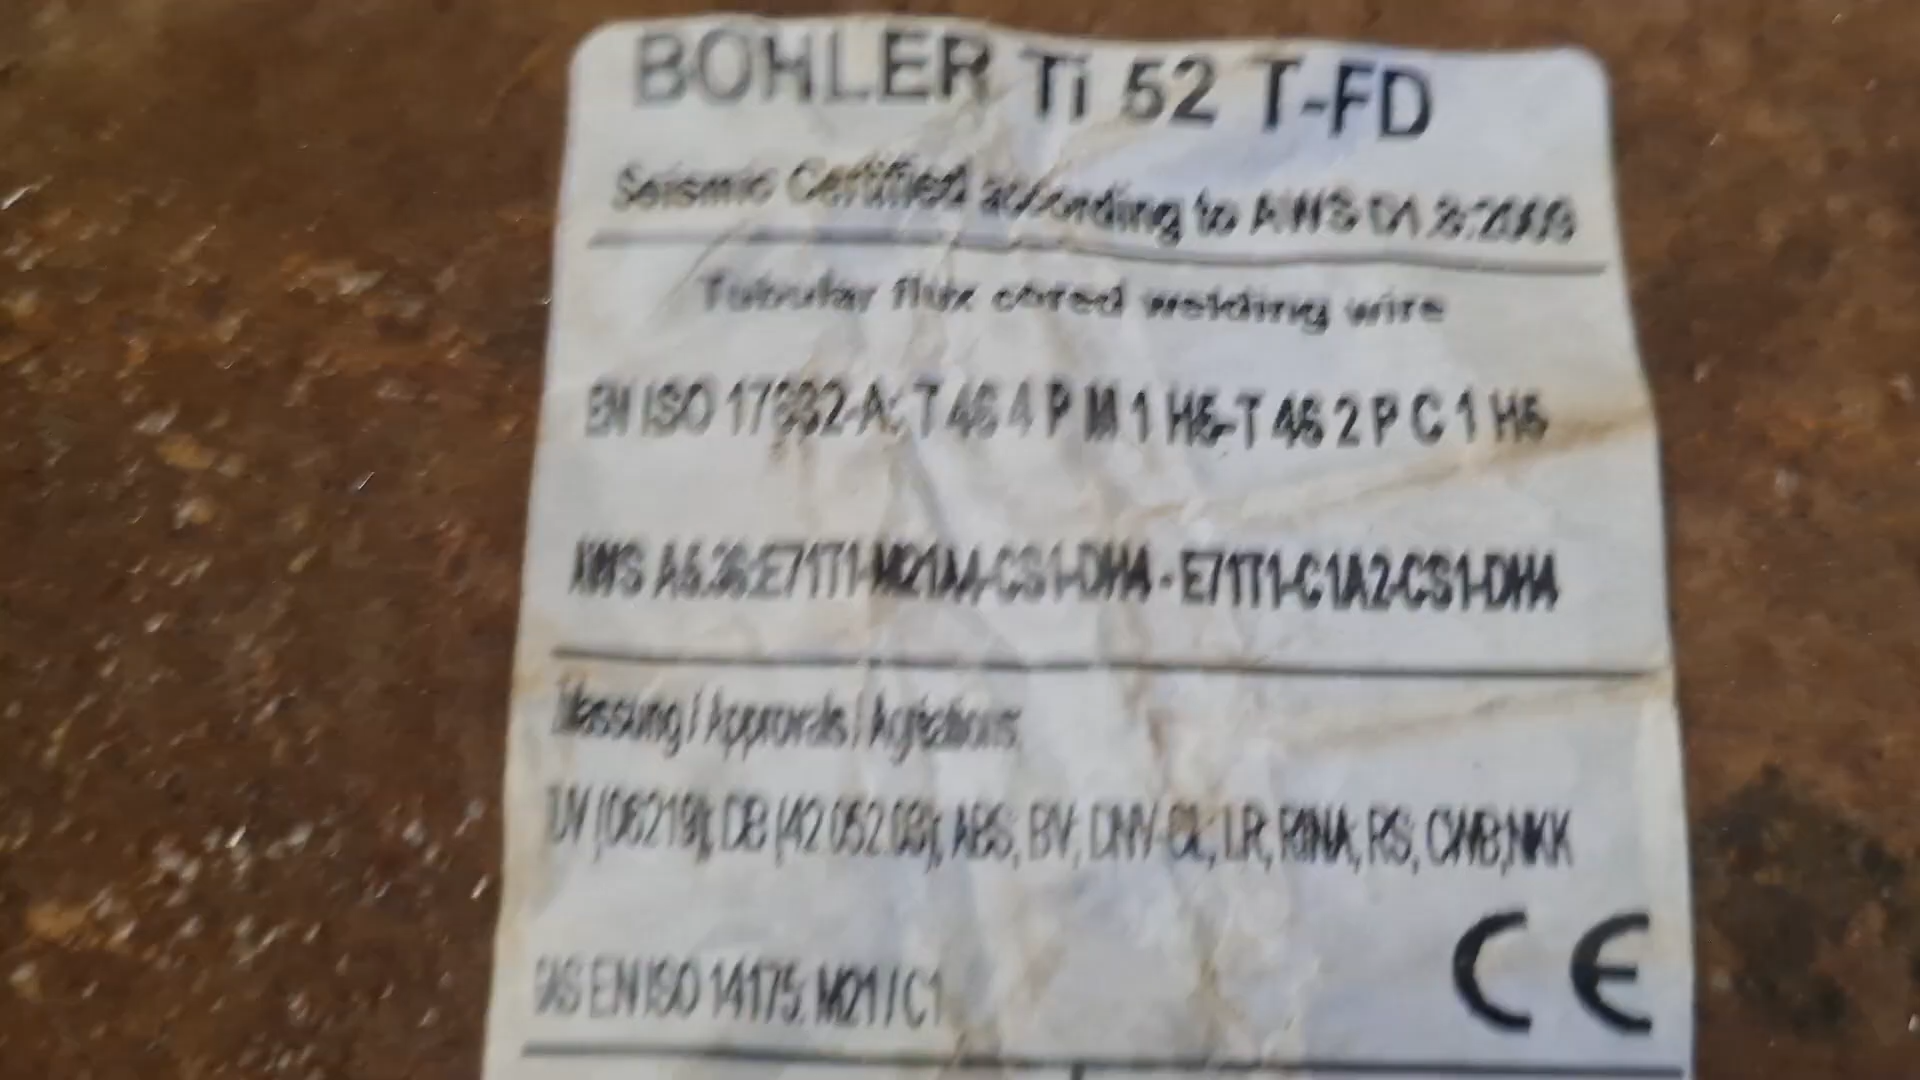 BÖHLER Ti 52 T-FD
Seismic Certified according to AWS D1.8:2009
Tubular flux cored welding wire
EN ISO 17632-A: T 46 4 P M 1 H5-T 46 2 P C 1 H5
AWS A5.36:E71T1-M21A4-CS1-DH4 - E71T1-C1A2-CS1-DH4
/ Approvals / Agréations:
(06219); DB (42 052 03); ABS, BV, DNV-GL, LR, RINA, RS, CWB, NKK
EN ISO 14175: M21 / C1
CE